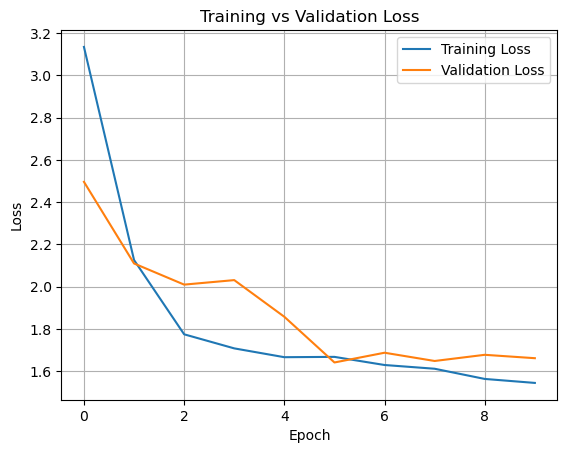 Training vs Validation Loss
Training Loss
Validation Loss
3.2
3.0
2.8
2.6
2.4
2.2
2.0
1.8
1.6
Loss
0
2
4
6
8
Epoch